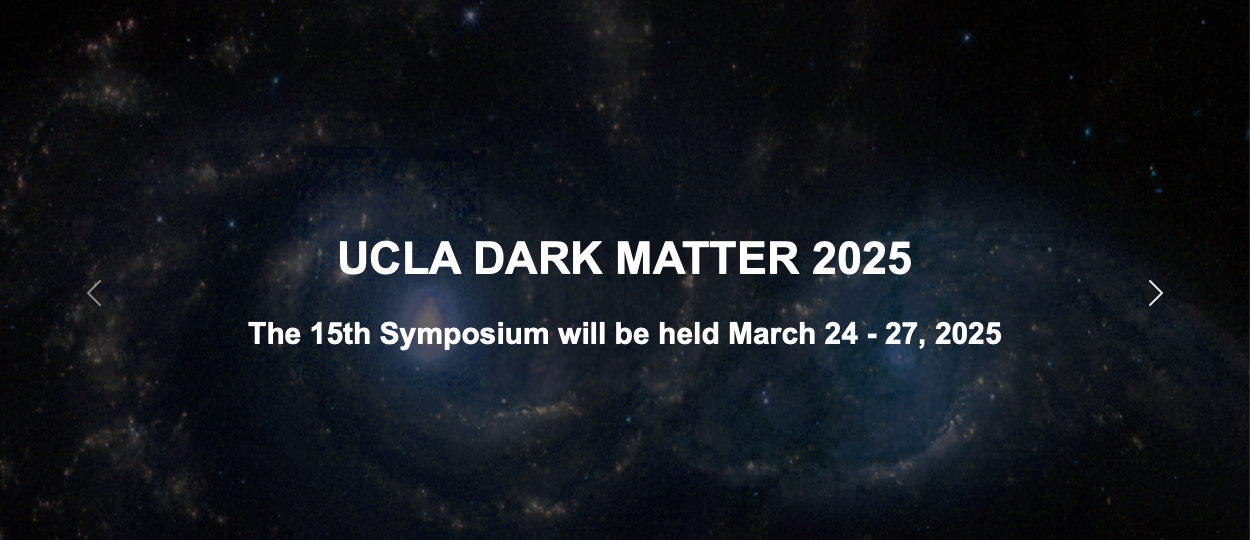 UCLA DARK MATTER 2025
The 15th Symposium will be held March 24 - 27, 2025